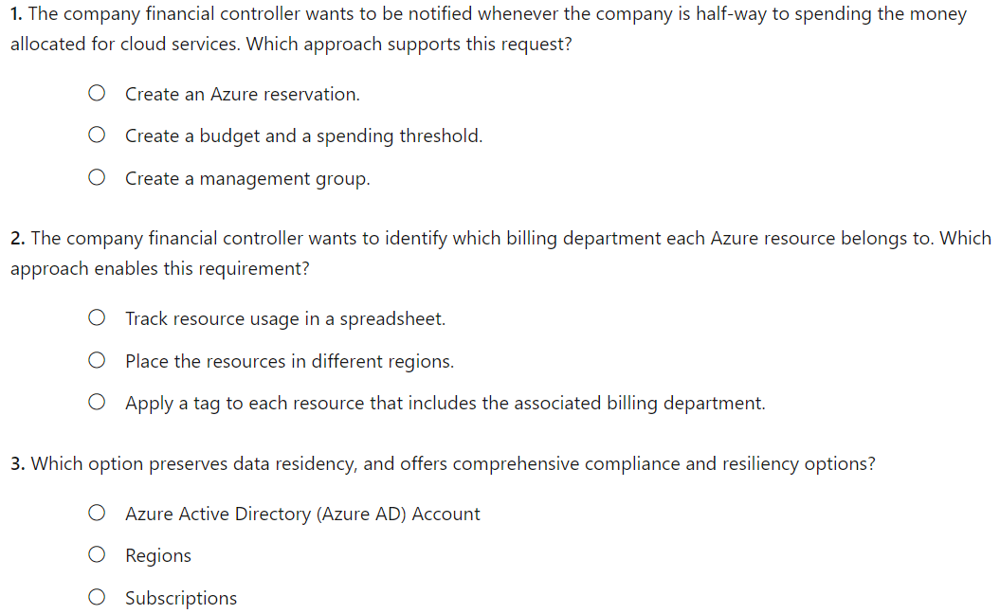 1. The company financial controller wants to be notified whenever the company is half-way to spending the money
allocated for cloud services. Which approach supports this request?
Create an Azure reservation.
Create a budget and a spending threshold.
Create a management group.
2. The company financial controller wants to identify which billing department each Azure resource belongs to. Which
approach enables this requirement?
Track resource usage in a spreadsheet.
Place the resources in different regions.
Apply a tag to each resource that includes the associated billing department.
3. Which option preserves data residency, and offers comprehensive compliance and resiliency options?
Azure Active Directory (Azure AD) Account
Regions
Subscriptions